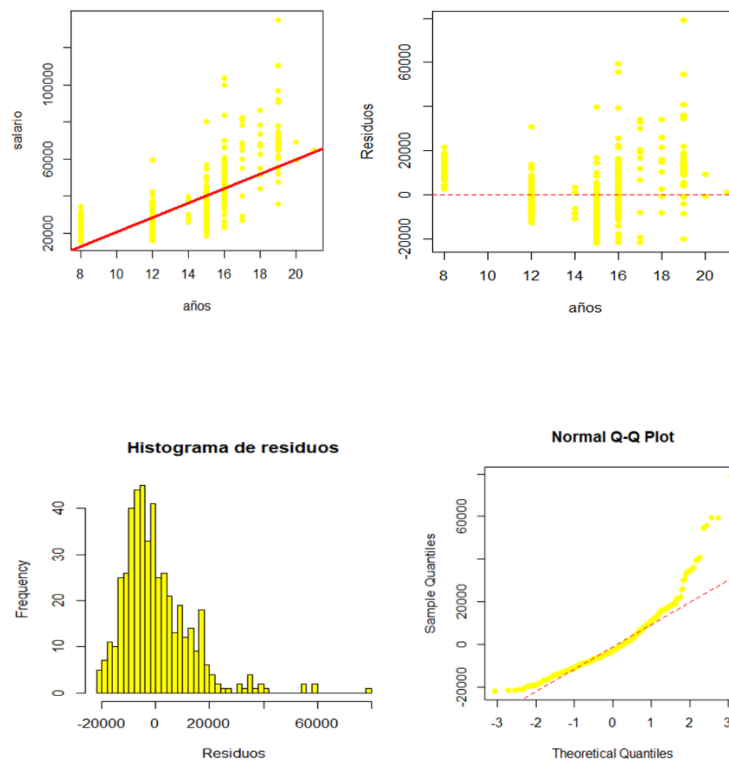 salario
20000 60000 100000
8 10 12 14 16 18 20
años
Residuos
-20000 0 20000 60000
8 10 12 14 16 18 20
años
Histograma de residuos
Frequency
0 10 20 30 40
-20000 0 20000 60000
Residuos
Normal Q-Q Plot
Sample Quantiles
-20000 0 20000 60000
-3 -2 -1 0 1 2 3
Theoretical Quantiles